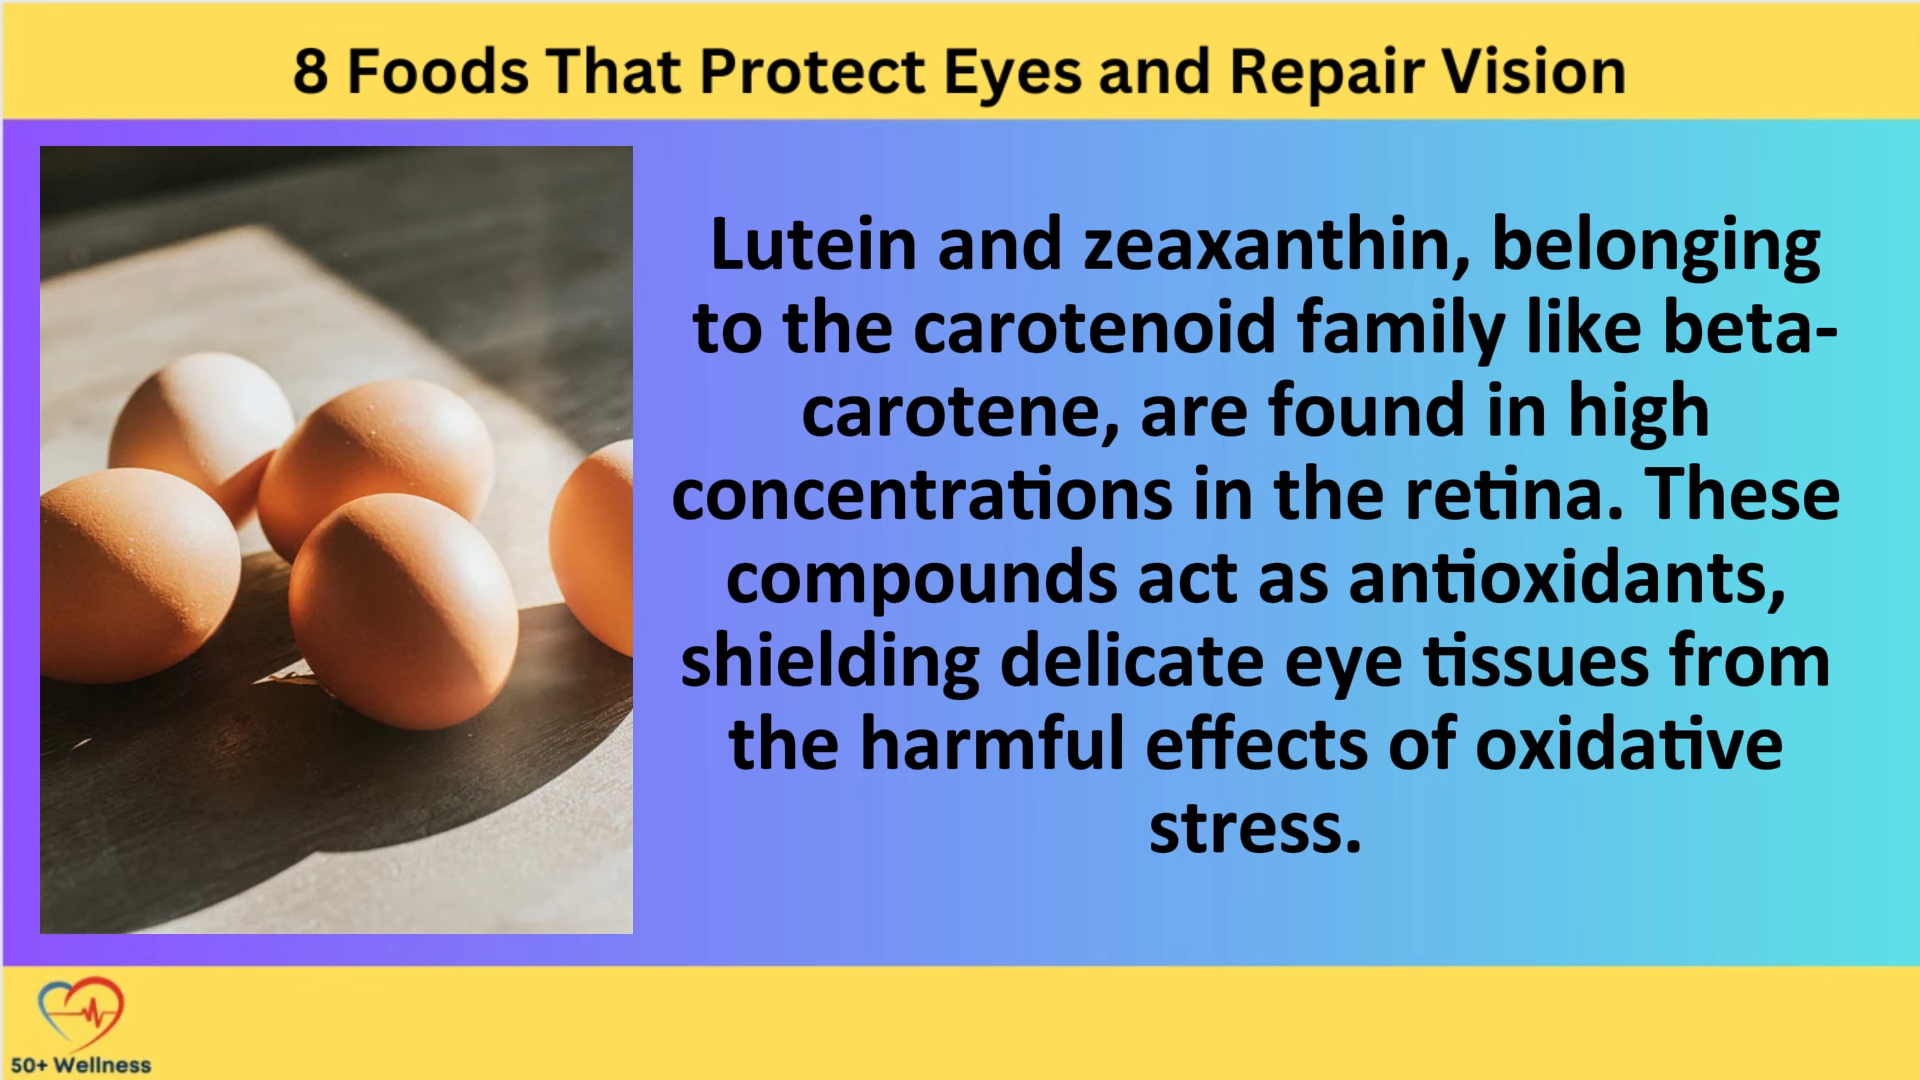 8 Foods That Protect Eyes and Repair Vision
Lutein and zeaxanthin, belonging
to the carotenoid family like beta-
carotene, are found in high
concentrations in the retina. These
compounds act as antioxidants,
shielding delicate eye tissues from
the harmful effects of oxidative
stress.
50+ Wellness